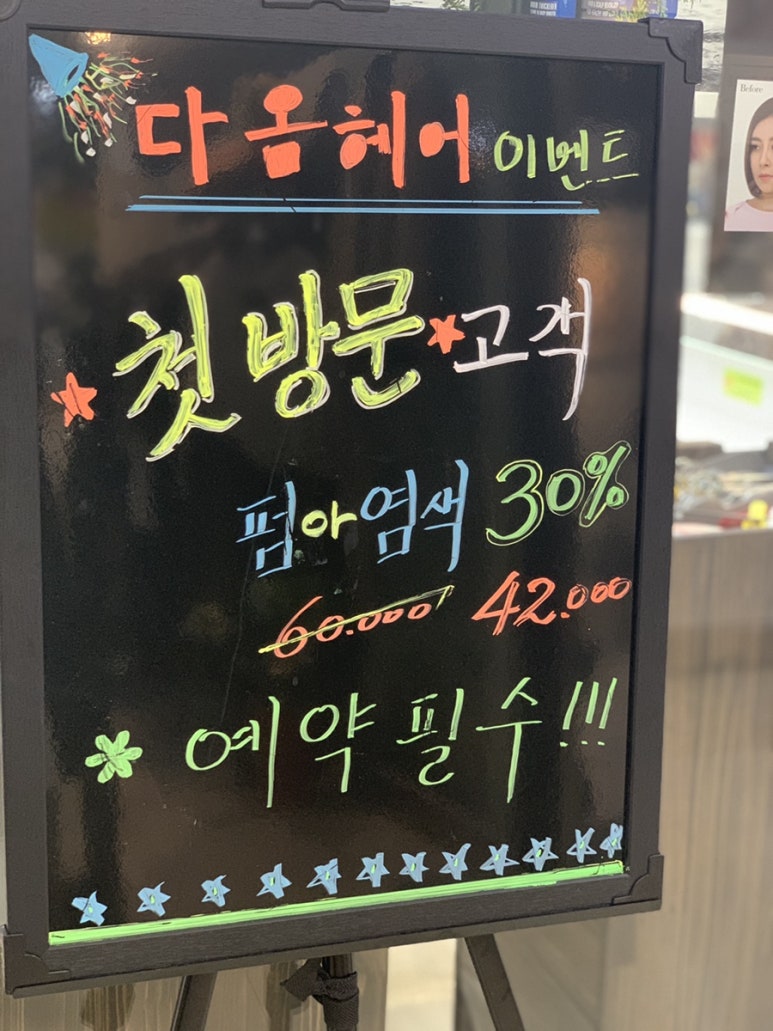 다옴헤어 이벤트
첫방문 고객
펌아염색 30%
60.000 42.000
예약필수!!!
Before